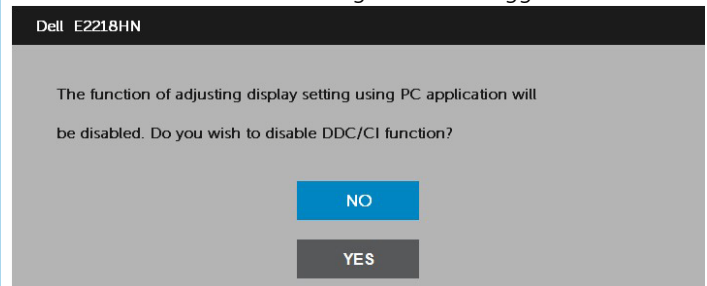 Dell E2218HN
The function of adjusting display setting using PC application will
be disabled. Do you wish to disable DDC/CI function?
NO
YES